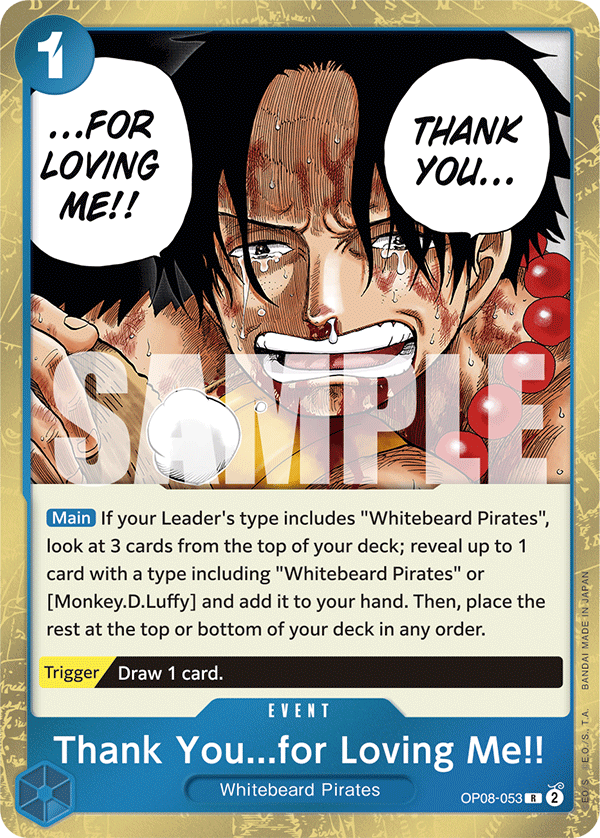 1
THANK
YOU...
...FOR
LOVING
ME!!
SAMPLE
Main If your Leader's type includes "Whitebeard Pirates",
look at 3 cards from the top of your deck; reveal up to 1
card with a type including "Whitebeard Pirates" or
[Monkey.D.Luffy] and add it to your hand. Then, place the
rest at the top or bottom of your deck in any order.
Trigger Draw 1 card.
EVENT
Thank You...for Loving Me!!
Whitebeard Pirates
OP08-053 R 2
©E.O./S., T.A. BANDAI MADE IN JAPAN